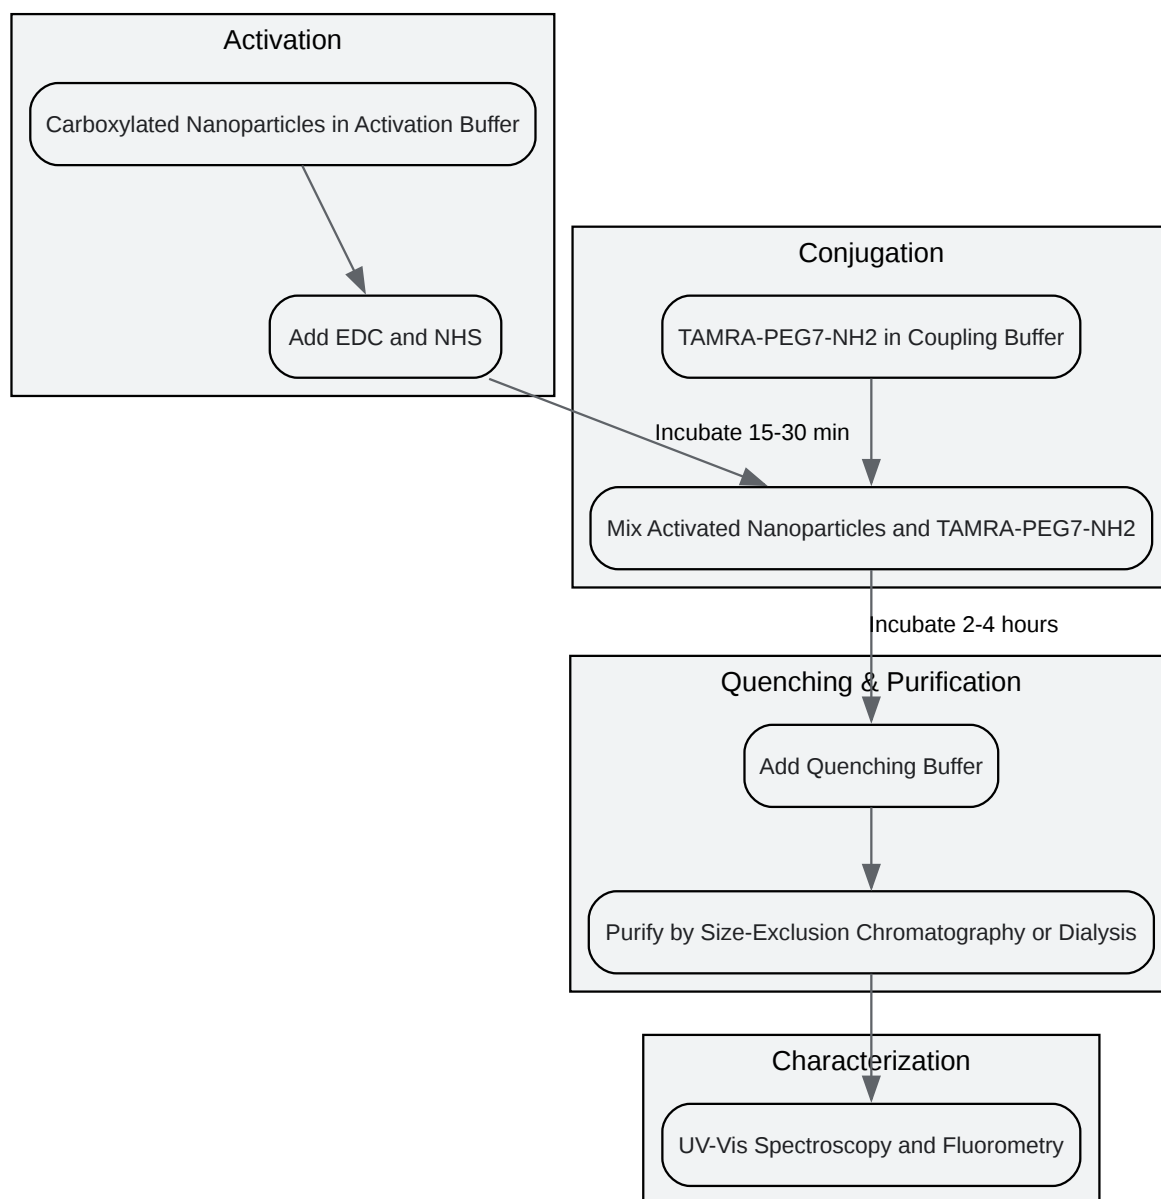 Activation
Carboxylated Nanoparticles in Activation Buffer
Add EDC and NHS
Conjugation
TAMRA-PEG7-NH2 in Coupling Buffer
Incubate 15-30 min
Mix Activated Nanoparticles and TAMRA-PEG7-NH2
Incubate 2-4 hours
Quenching & Purification
Add Quenching Buffer
Purify by Size-Exclusion Chromatography or Dialysis
Characterization
UV-Vis Spectroscopy and Fluorometry